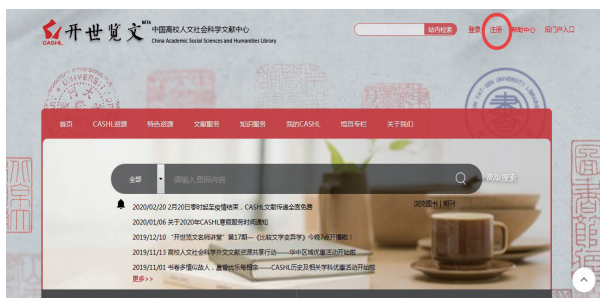 开世览文 BETA
CASHL
中国高校人文社会科学文献中心
China Academic Social Sciences and Humanities Library
站内检索
登录 注册 帮助中心 旧门户入口
首页 CASHL资源 特色资源 文献服务 知识服务 我的CASHL 馆员专栏 关于我们
全部 请输入查询内容 高级搜索
浏览图书 | 期刊
2020/02/20 2月20日零时起至疫情结束，CASHL文献传递全面免费
2020/01/06 关于2020年CASHL寒假服务时间通知
2019/12/10 “开世览文名师讲堂” 第17期—《比较文学变异学》今晚7点开播啦！
2019/11/13 高校人文社会科学外文文献资源共享行动——华中区域优惠活动开始啦
2019/11/01 书卷多情似故人，晨昏忧乐每相亲——CASHL历史及相关学科优惠活动开始啦
更多>>